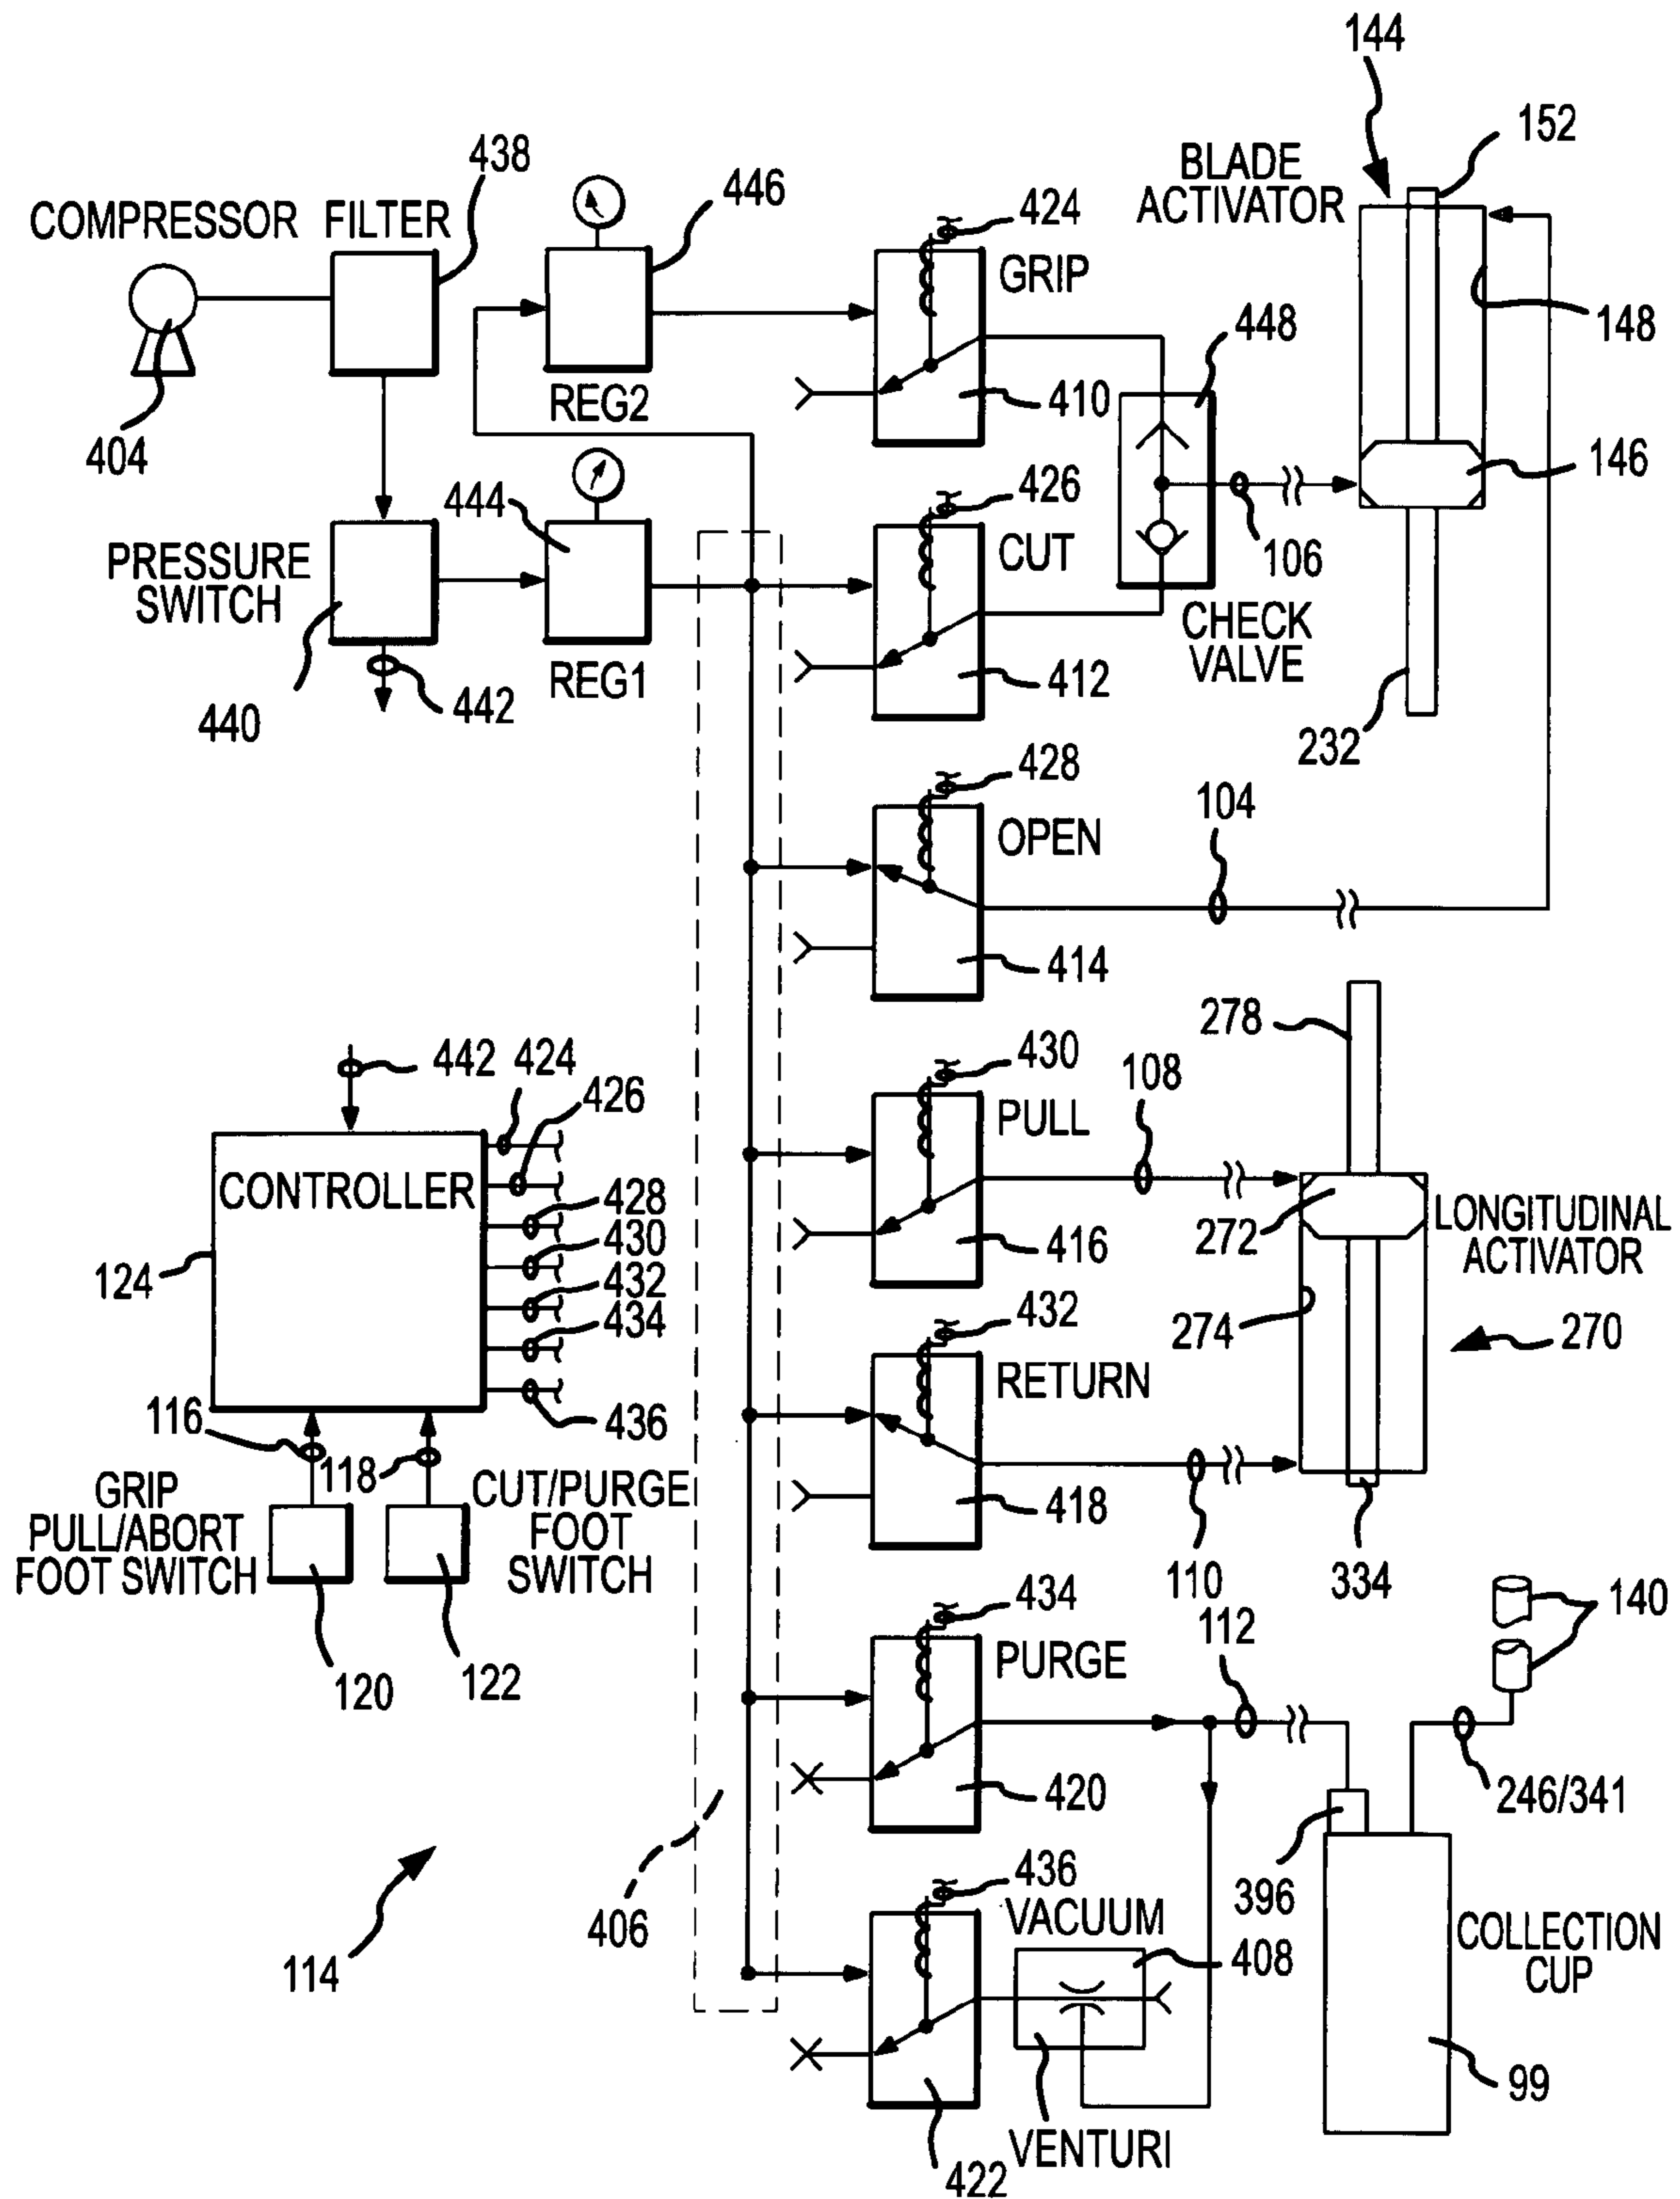 144
152
BLADE
ACTIVATOR
438
446
424
COMPRESSOR
FILTER
GRIP
148
448
REG2
410
404
146
444
426
PRESSURE
SWITCH
CUT
106
CHECK
VALVE
REG1
412
440
442
232
428
104
OPEN
414
278
442
424
430
108
426
PULL
CONTROLLER
428
430
416
272
LONGITUDINAL
ACTIVATOR
124
432
434
432
274
270
RETURN
116
436
118
GRIP
PULL/ABORT
FOOT SWITCH
CUT/PURGE
FOOT
SWITCH
418
110
334
434
140
112
120
122
PURGE
420
246/341
436
396
406
VACUUM
408
COLLECTION
CUP
114
99
VENTURI
422